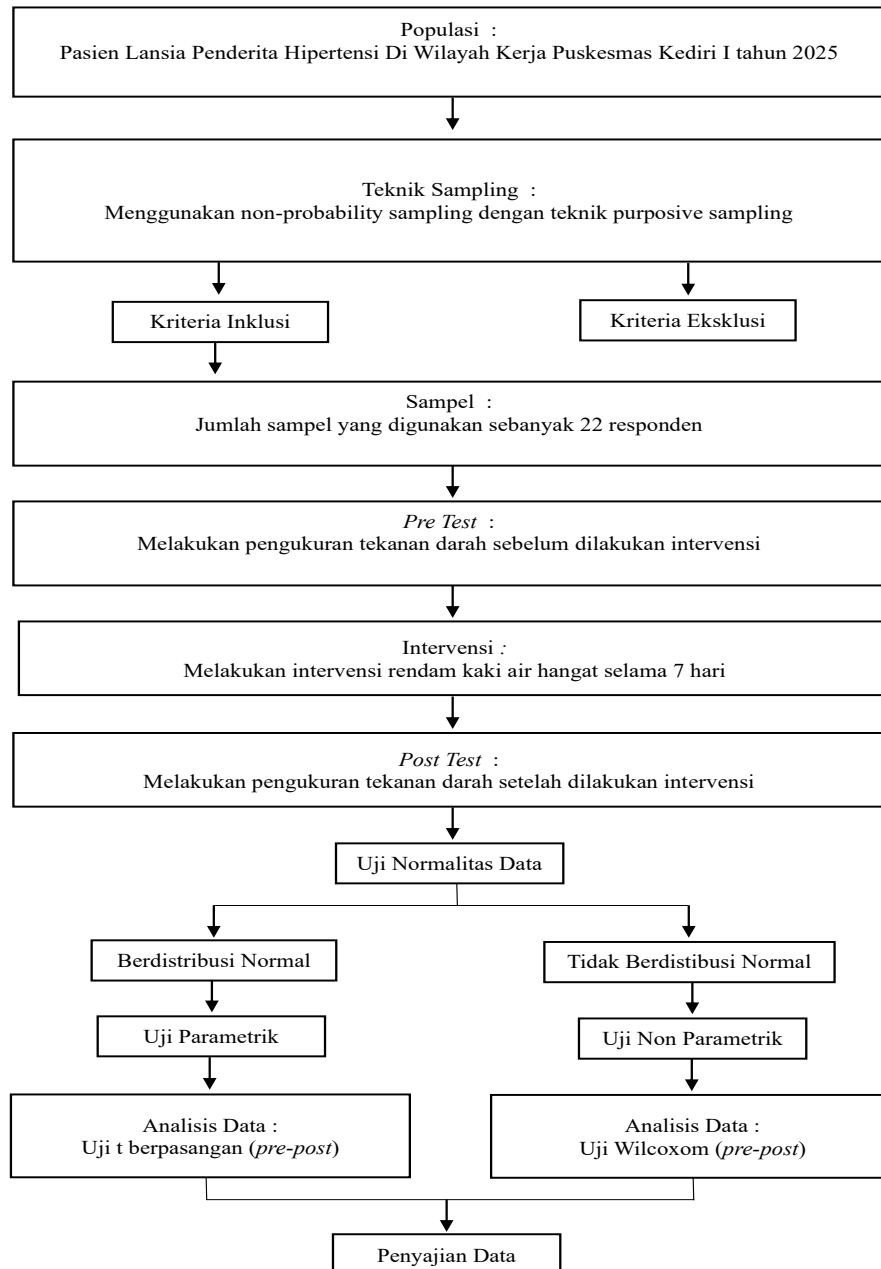 Populasi :
Pasien Lansia Penderita Hipertensi Di Wilayah Kerja Puskesmas Kediri I tahun 2025
Teknik Sampling :
Menggunakan non-probability sampling dengan teknik purposive sampling
Kriteria Inklusi
Kriteria Eksklusi
Sampel :
Jumlah sampel yang digunakan sebanyak 22 responden
Pre Test :
Melakukan pengukuran tekanan darah sebelum dilakukan intervensi
Intervensi :
Melakukan intervensi rendam kaki air hangat selama 7 hari
Post Test :
Melakukan pengukuran tekanan darah setelah dilakukan intervensi
Uji Normalitas Data
Berdistribusi Normal
Tidak Berdistibusi Normal
Uji Parametrik
Uji Non Parametrik
Analisis Data :
Uji t berpasangan (pre-post)
Analisis Data :
Uji Wilcoxom (pre-post)
Penyajian Data